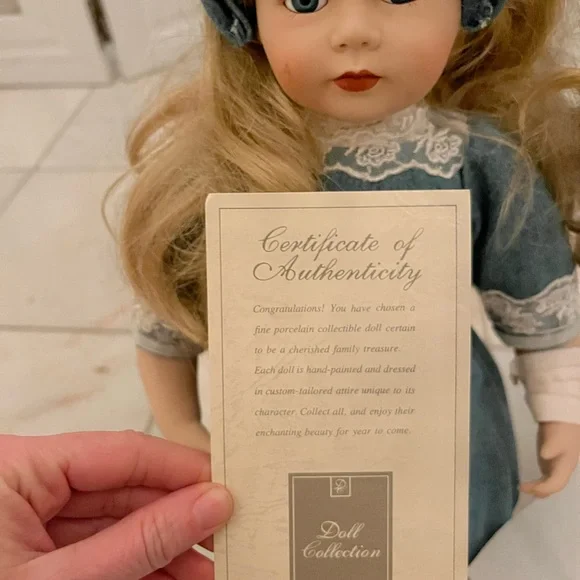 Certificate of
Authenticity
Congratulations! You have chosen a
fine porcelain collectible doll certain
to be a cherished family treasure.
Each doll is hand-painted and dressed
in custom-tailored attire unique to its
character. Collect all, and enjoy their
enchanting beauty for year to come.
Doll
Collection